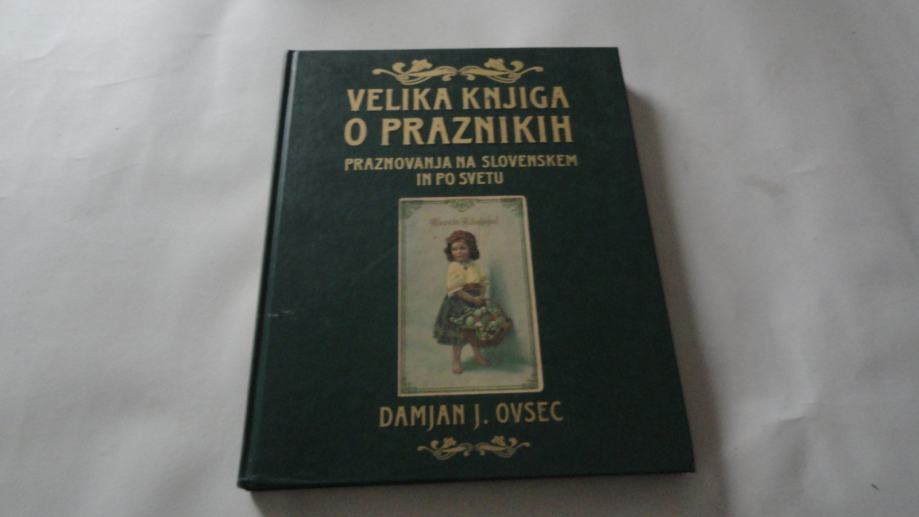 VELIKA KNJIGA
O PRAZNIKIH
PRAZNOVANJA NA SLOVENSKEM
IN PO SVETU
DAMJAN J. OVSEC